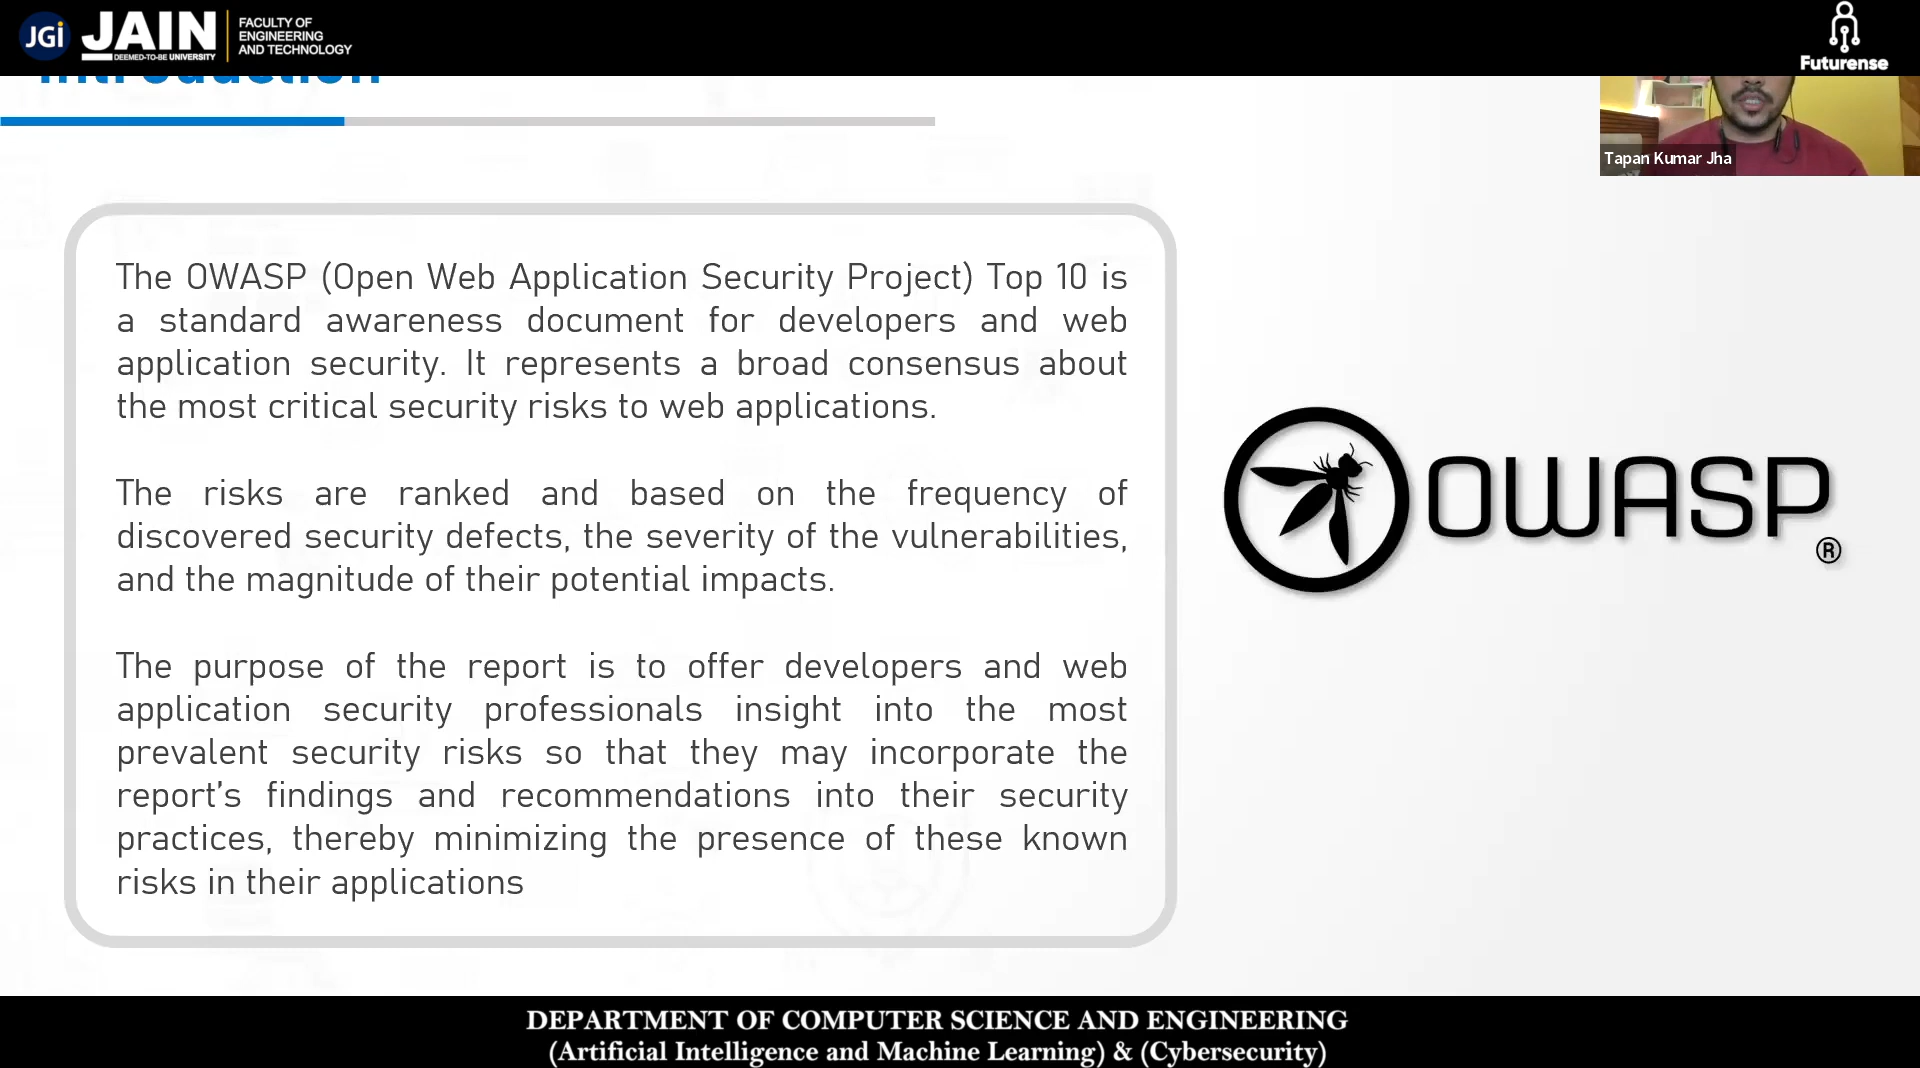 JGi JAIN
DEEMED-TO-BE UNIVERSITY
FACULTY OF
ENGINEERING
AND TECHNOLOGY
Futurense
Introduction
Tapan Kumar Jha
The OWASP (Open Web Application Security Project) Top 10 is
a standard awareness document for developers and web
application security. It represents a broad consensus about
the most critical security risks to web applications.
The risks are ranked and based on the frequency of
discovered security defects, the severity of the vulnerabilities,
and the magnitude of their potential impacts.
The purpose of the report is to offer developers and web
application security professionals insight into the most
prevalent security risks so that they may incorporate the
report's findings and recommendations into their security
practices, thereby minimizing the presence of these known
risks in their applications
OWASP®
DEPARTMENT OF COMPUTER SCIENCE AND ENGINEERING
(Artificial Intelligence and Machine Learning) & (Cybersecurity)